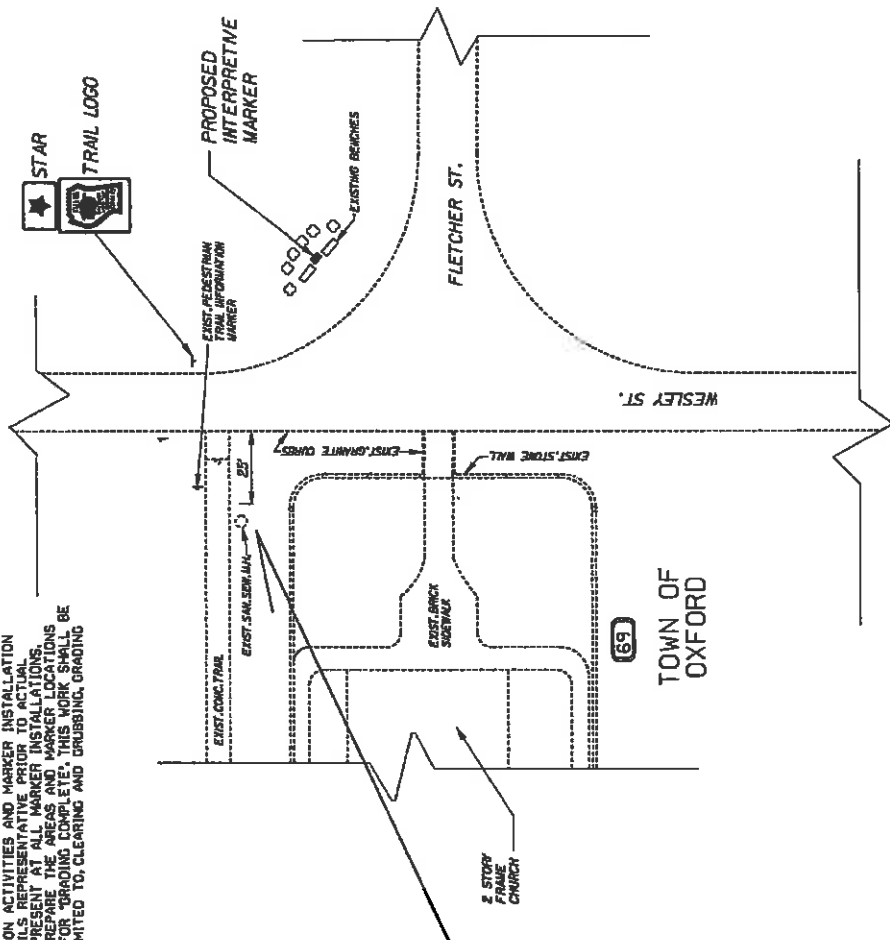 ON ACTIVITIES AND MARKER INSTALLATION
ILS REPRESENTATIVE PRIOR TO ACTUAL
PRESENT AT ALL MARKER INSTALLATIONS.
REPARE THE AREAS AND MARKER LOCATIONS
FOR "GRADING COMPLETE". THIS WORK SHALL BE
MITED TO, CLEARING AND GRUBBING, GRADING
STAR
TRAIL LOGO
PROPOSED
INTERPRETIVE
MARKER
EXISTING BENCHES
EXIST. PEDESTRIAN
TRAIL INFORMATION
MARKER
FLETCHER ST.
WESLEY ST.
EXIST. CONC. TRAIL
25'
EXIST. SAN. SEW. M.H.
EXIST. GRANITE CURBS
EXIST. STONE WALL
EXIST. BRICK
SIDEWALK
2 STORY
FRAME
CHURCH
69
TOWN OF
OXFORD